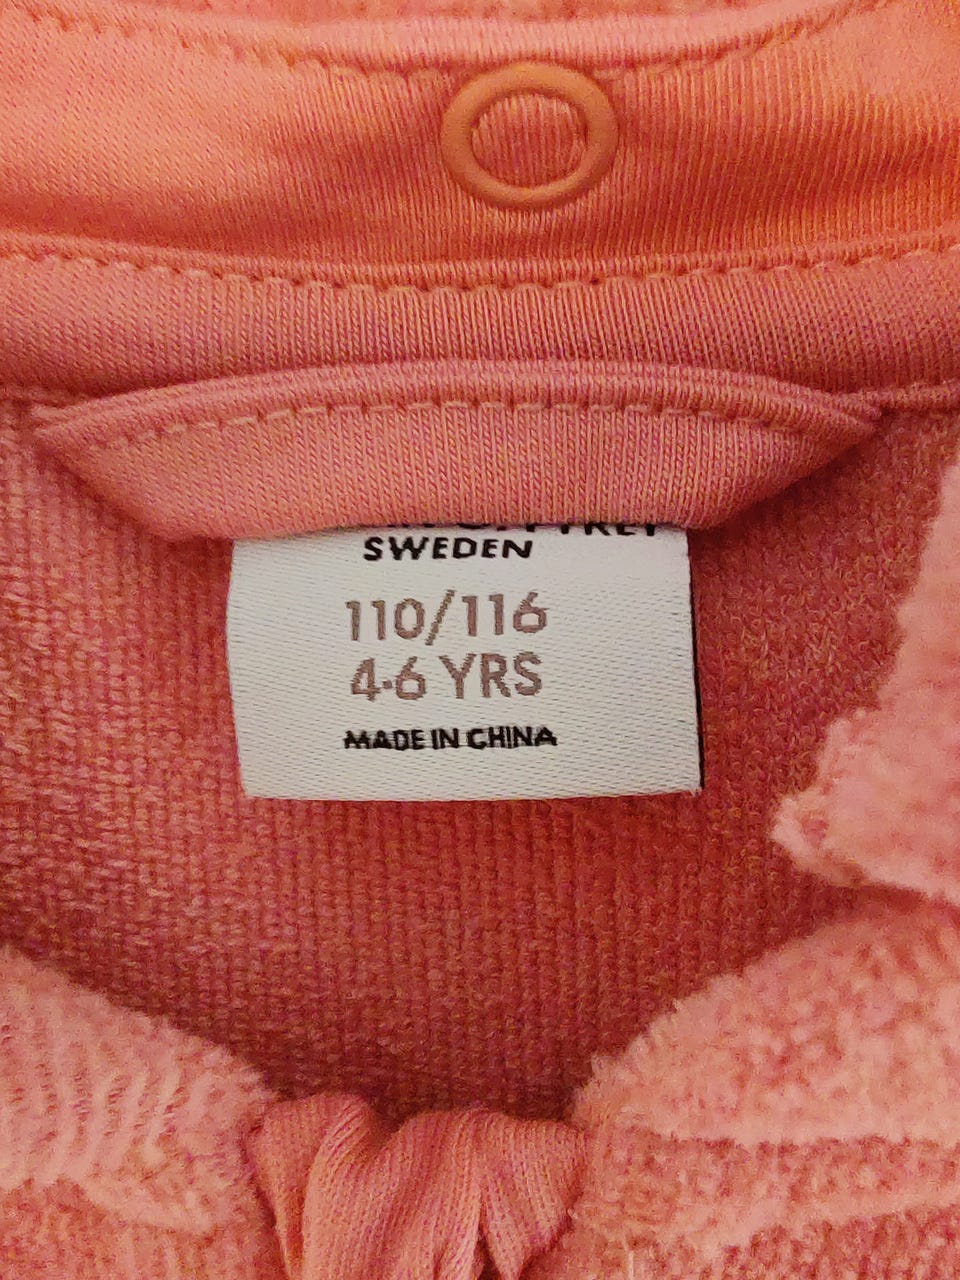 SWEDEN
110/116
4-6 YRS
MADE IN CHINA